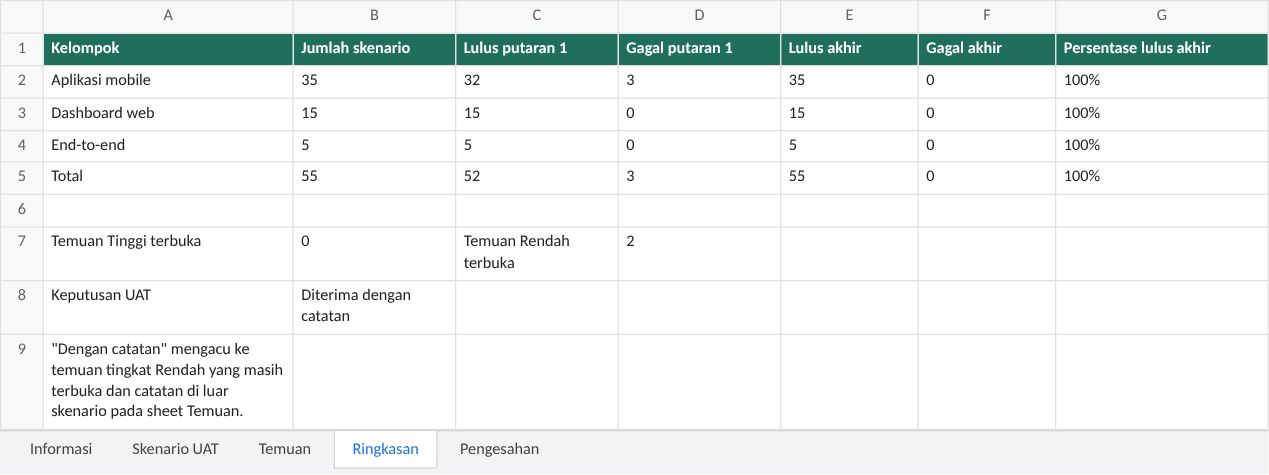 A B C D E F G
1 Kelompok Jumlah skenario Lulus putaran 1 Gagal putaran 1 Lulus akhir Gagal akhir Persentase lulus akhir
2 Aplikasi mobile 35 32 3 35 0 100%
3 Dashboard web 15 15 0 15 0 100%
4 End-to-end 5 5 0 5 0 100%
5 Total 55 52 3 55 0 100%
6
7 Temuan Tinggi terbuka 0 Temuan Rendah 2
terbuka
8 Keputusan UAT Diterima dengan
catatan
9 "Dengan catatan" mengacu ke
temuan tingkat Rendah yang masih
terbuka dan catatan di luar
skenario pada sheet Temuan.
Informasi Skenario UAT Temuan Ringkasan Pengesahan